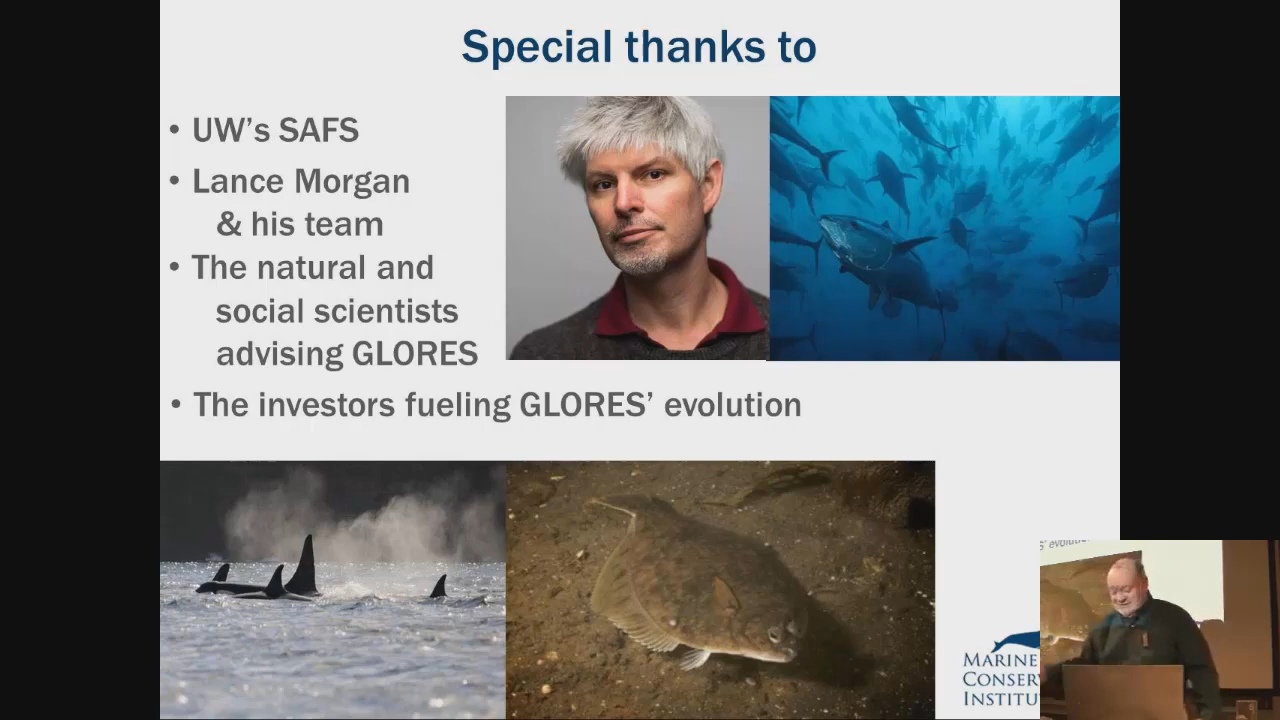 Special thanks to
• UW's SAFS
• Lance Morgan
& his team
• The natural and
social scientists
advising GLORES
• The investors fueling GLORES' evolution
MARINE
CONSER
INSTITU